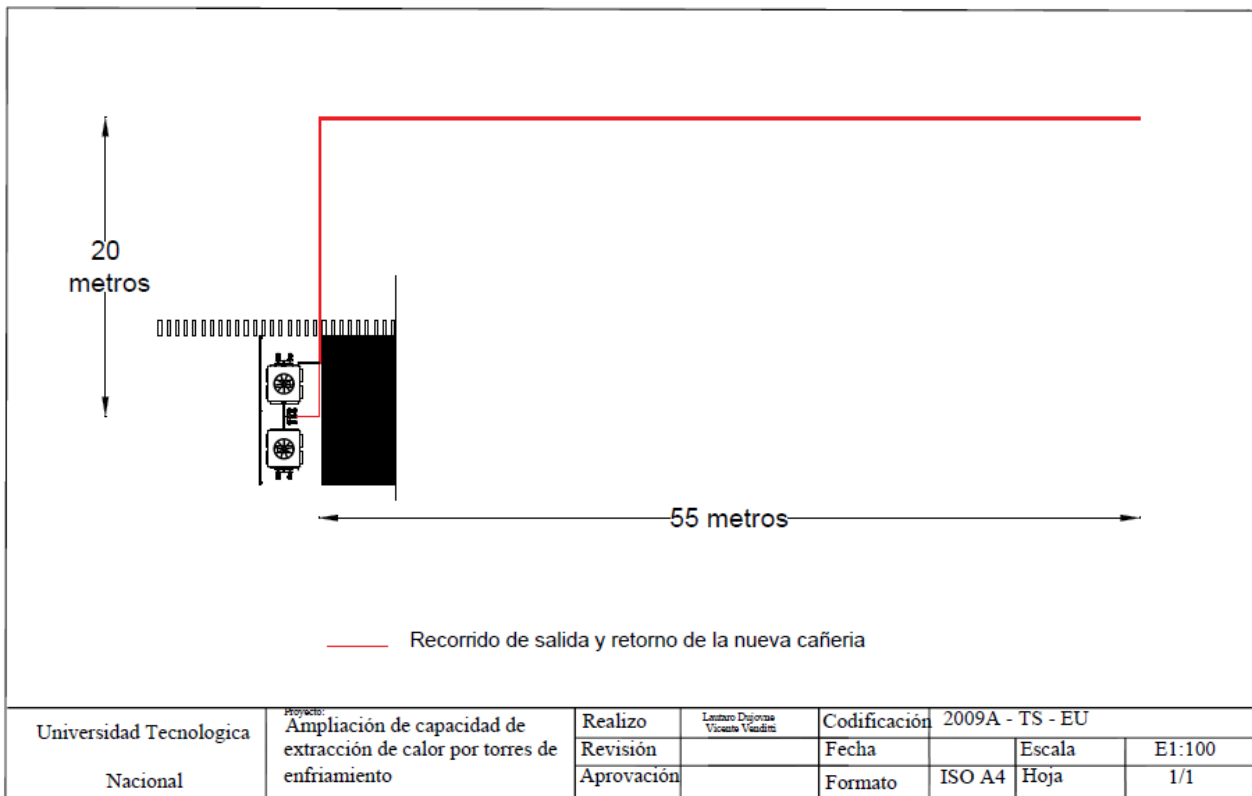 20
metros
55 metros
Recorrido de salida y retorno de la nueva cañeria
Universidad Tecnologica
Nacional
Proyecto:
Ampliación de capacidad de
extracción de calor por torres de
enfriamiento
Realizo
Lautaro Dujovne
Vicente Venditti
Revisión
Aprovación
Codificación
2009A - TS - EU
Fecha
Escala
E1:100
Formato
ISO A4
Hoja
1/1